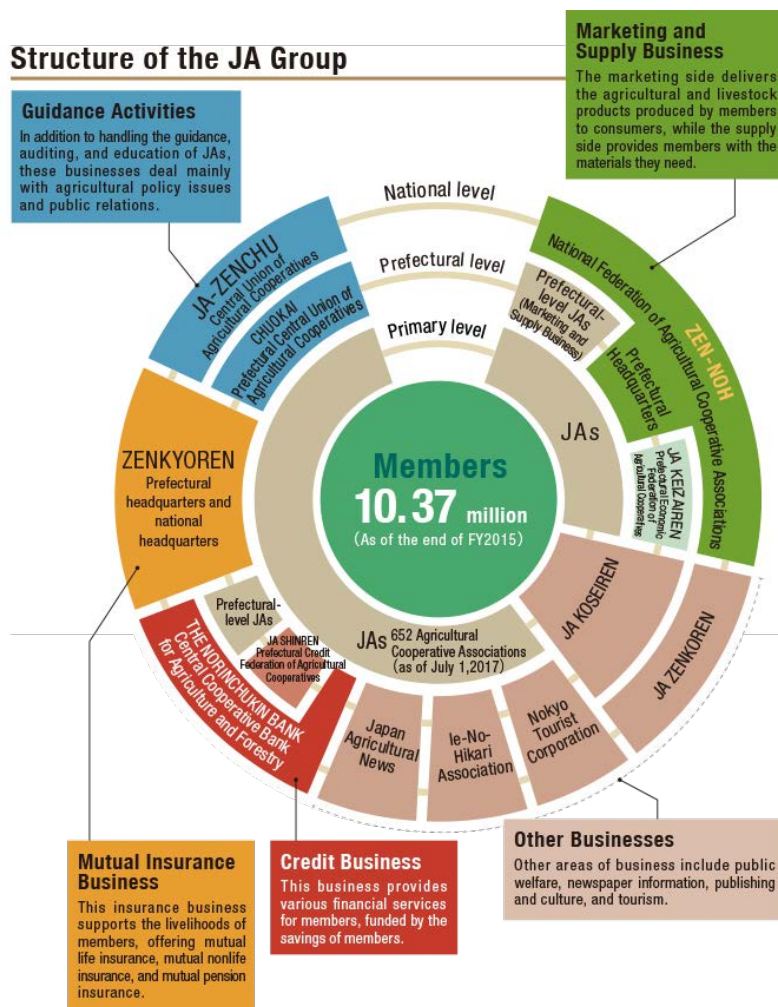 Structure of the JA Group
Marketing and
Supply Business
The marketing side delivers
the agricultural and livestock
products produced by members
to consumers, while the supply
side provides members with the
materials they need.
Guidance Activities
In addition to handling the guidance,
auditing, and education of JAs,
these businesses deal mainly
with agricultural policy issues
and public relations.
National level
Prefectural level
Primary level
JA-ZENCHU
Central Union of
Agricultural Cooperatives
CHUOKAI
Prefectural Central Union of
Agricultural Cooperatives
National Federation of Agricultural Cooperative Associations
ZEN-NOH
Prefectural-
level JAs
(Marketing and
Supply Business)
Prefectural
Headquarters
JA KEIZAIREN
Prefectural Economic
Federation of
Agricultural Cooperatives
JAs
Members
10.37 million
(As of the end of FY2015)
ZENKYOREN
Prefectural
headquarters and
national
headquarters
Prefectural-
level JAs
JA SHINREN
Prefectural Credit
Federation of Agricultural
Cooperatives
THE NORINCHUKIN BANK
Central Cooperative Bank
for Agriculture and Forestry
JAs 652 Agricultural
Cooperative Associations
(as of July 1,2017)
JA KOSEIREN
JA ZENKOREN
Japan
Agricultural
News
Ie-No-
Hikari
Association
Nokyo
Tourist
Corporation
Mutual Insurance
Business
This insurance business
supports the livelihoods of
members, offering mutual
life insurance, mutual nonlife
insurance, and mutual pension
insurance.
Credit Business
This business provides
various financial services
for members, funded by the
savings of members.
Other Businesses
Other areas of business include public
welfare, newspaper information, publishing
and culture, and tourism.